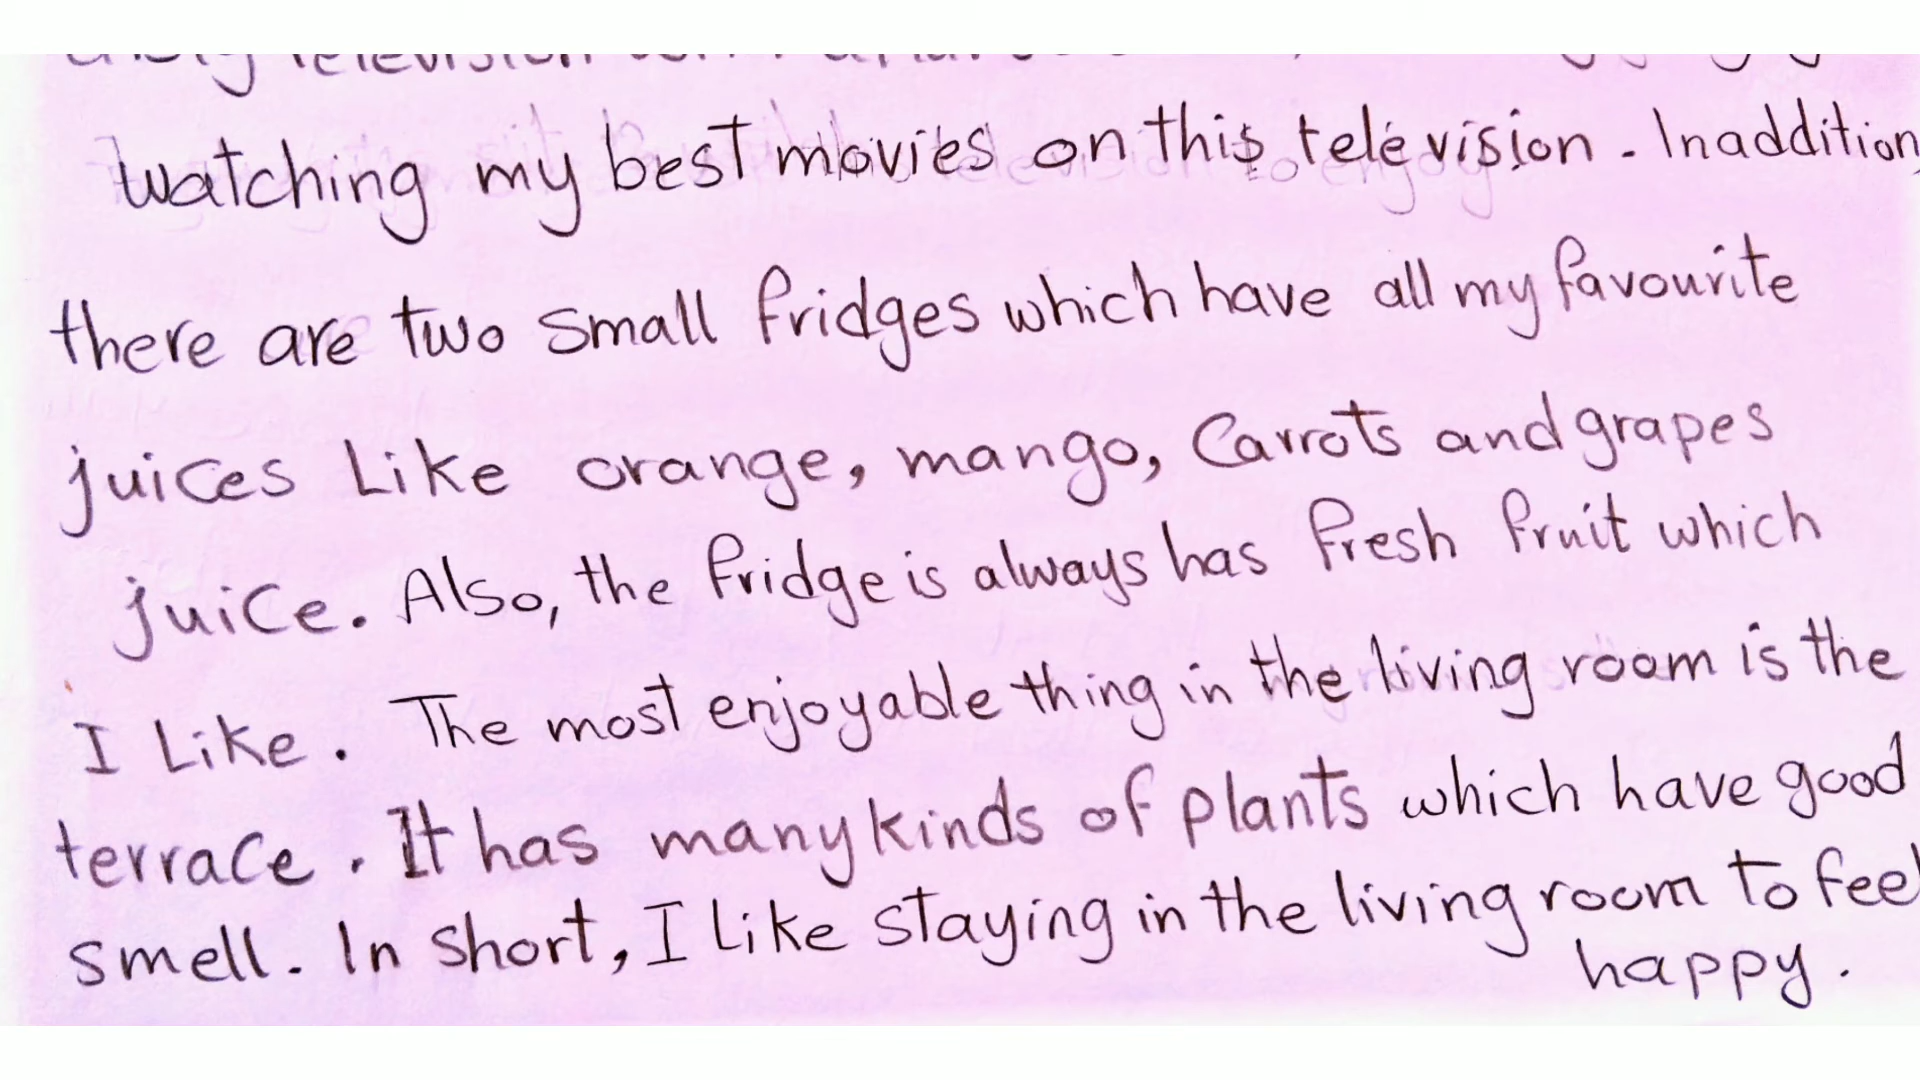 watching my best movies on this television. Inaddition,
there are two small fridges which have all my favourite
juices Like orange, mango, Carrots and grapes
juice. Also, the fridge is always has fresh fruit which
I Like. The most enjoyable thing in the living room is the
terrace. It has many kinds of plants which have good
smell. In short, I like staying in the living room to feel
happy.